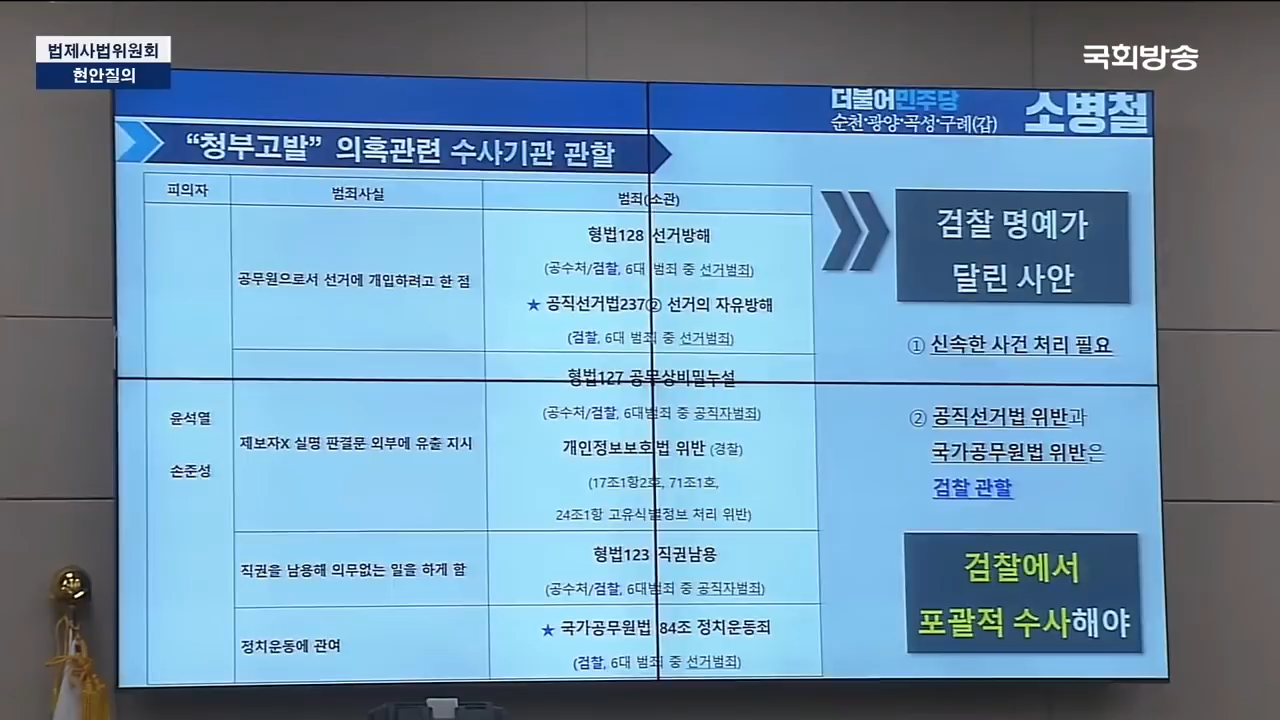 법제사법위원회
현안질의
국회방송
더불어민주당
순천·광양·곡성·구례(갑)
소병철
“청부고발” 의혹관련 수사기관 관할
피의자 범죄사실 범죄(소관)
윤석열
손준성
공무원으로서 선거에 개입하려고 한 점
형법128 선거방해
(공수처/검찰, 6대 범죄 중 선거범죄)
★ 공직선거법237② 선거의 자유방해
(검찰, 6대 범죄 중 선거범죄)
제보자X 실명 판결문 외부에 유출 지시
형법127 공무상비밀누설
(공수처/검찰, 6대범죄 중 공직자범죄)
개인정보보호법 위반 (경찰)
(17조1항2호, 71조1호,
24조1항 고유식별정보 처리 위반)
직권을 남용해 의무없는 일을 하게 함
형법123 직권남용
(공수처/검찰, 6대범죄 중 공직자범죄)
정치운동에 관여
★ 국가공무원법 84조 정치운동죄
(검찰, 6대 범죄 중 선거범죄)
검찰 명예가
달린 사안
① 신속한 사건 처리 필요
② 공직선거법 위반과
국가공무원법 위반은
검찰 관할
검찰에서
포괄적 수사해야